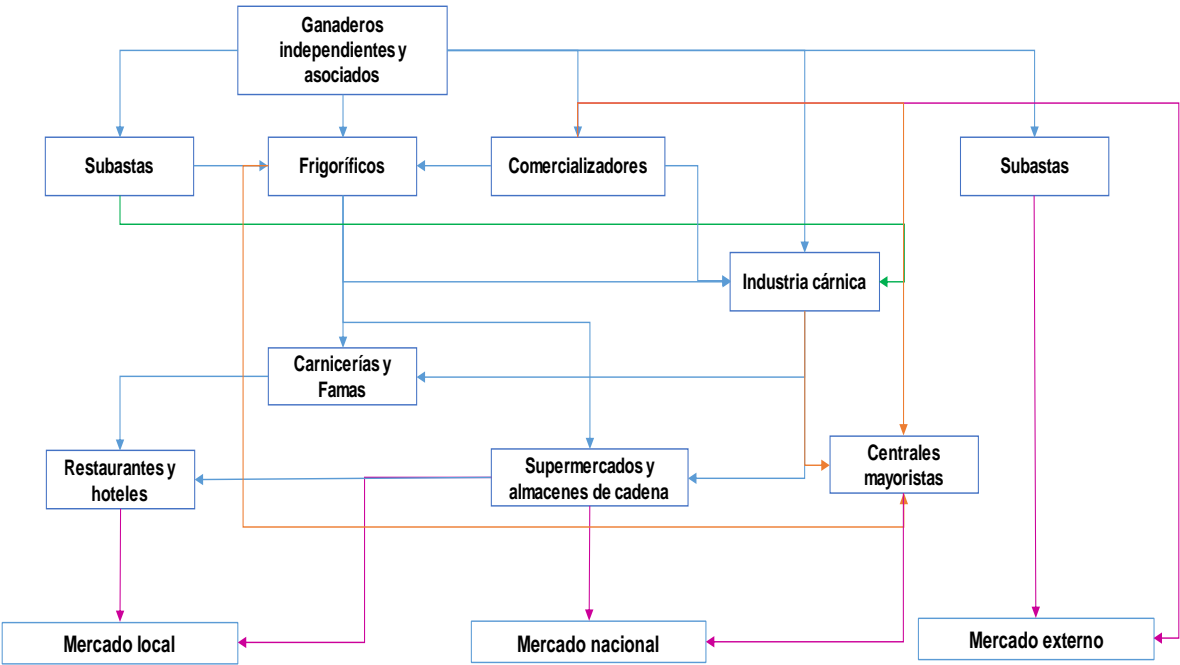 Ganaderos
independientes y
asociados
Subastas
Frigoríficos
Comercializadores
Subastas
Industria cárnica
Carnicerías y
Famas
Restaurantes y
hoteles
Supermercados y
almacenes de cadena
Centrales
mayoristas
Mercado local
Mercado nacional
Mercado externo